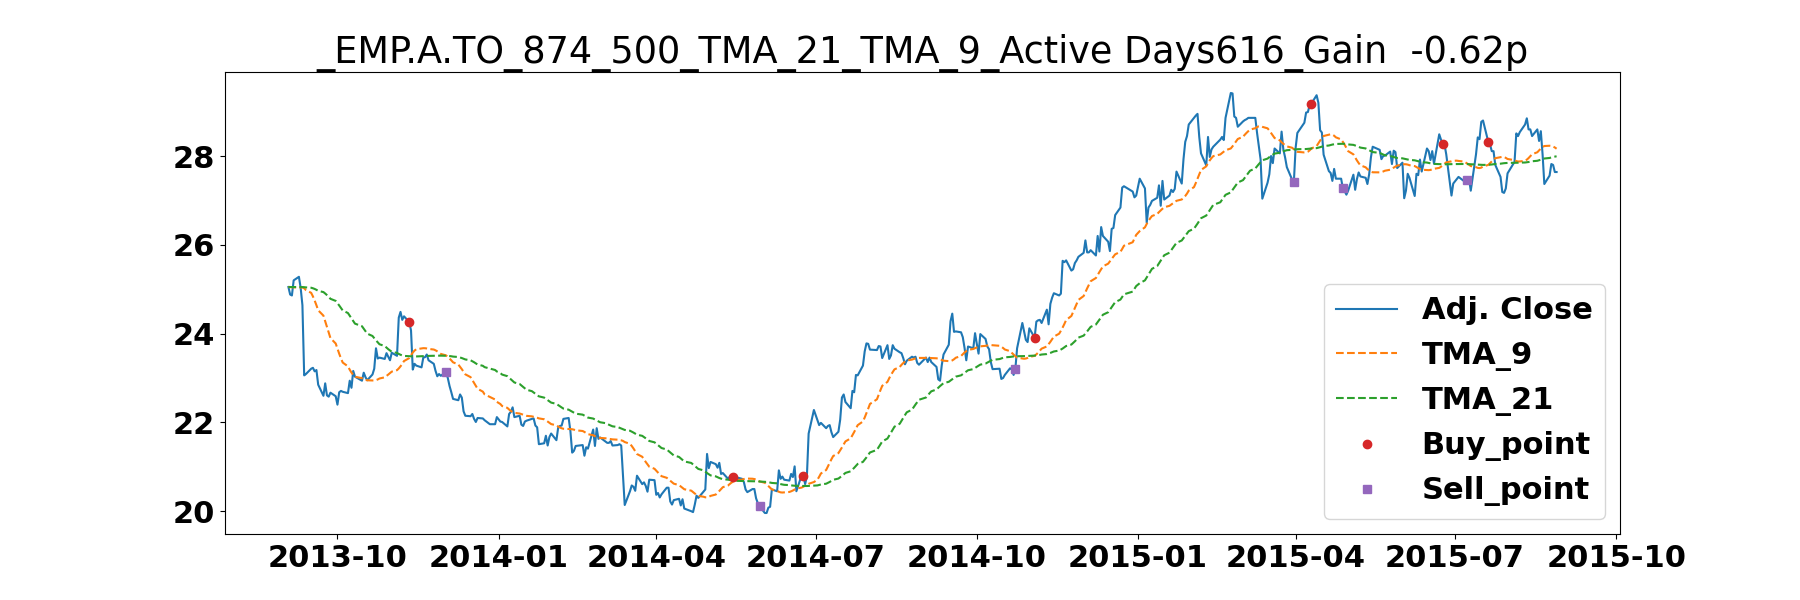 _EMP.A.TO_874_500_TMA_21_TMA_9_Active Days616_Gain  -0.62p
28
26
24
22
20
Adj. Close
TMA_9
TMA_21
Buy_point
Sell_point
2013-10 2014-01 2014-04 2014-07 2014-10 2015-01 2015-04 2015-07 2015-10